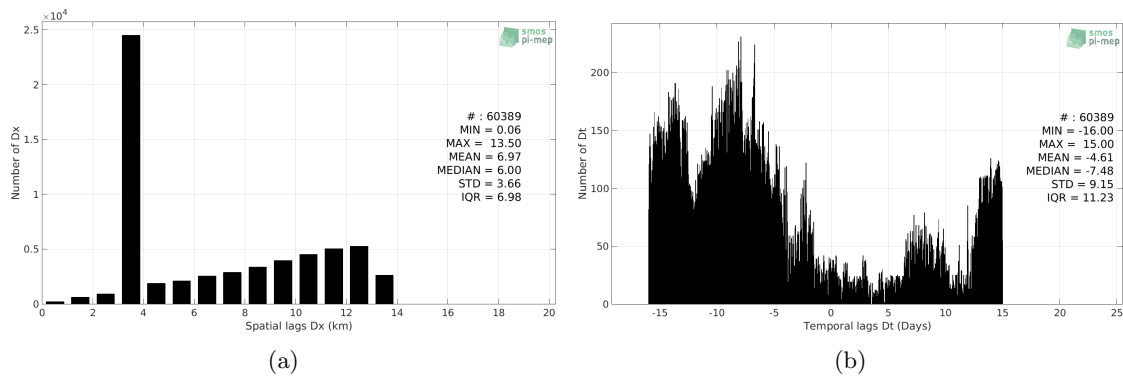 ×10⁴
2.5
2
1.5
1
0.5
0
Number of Dx
0 2 4 6 8 10 12 14 16 18 20
Spatial lags Dx (km)
smos
pi-mep
# : 60389
MIN = 0.06
MAX = 13.50
MEAN = 6.97
MEDIAN = 6.00
STD = 3.66
IQR = 6.98
(a)
200
150
100
50
0
Number of Dt
-15 -10 -5 0 5 10 15 20 25
Temporal lags Dt (Days)
smos
pi-mep
# : 60389
MIN = -16.00
MAX = 15.00
MEAN = -4.61
MEDIAN = -7.48
STD = 9.15
IQR = 11.23
(b)